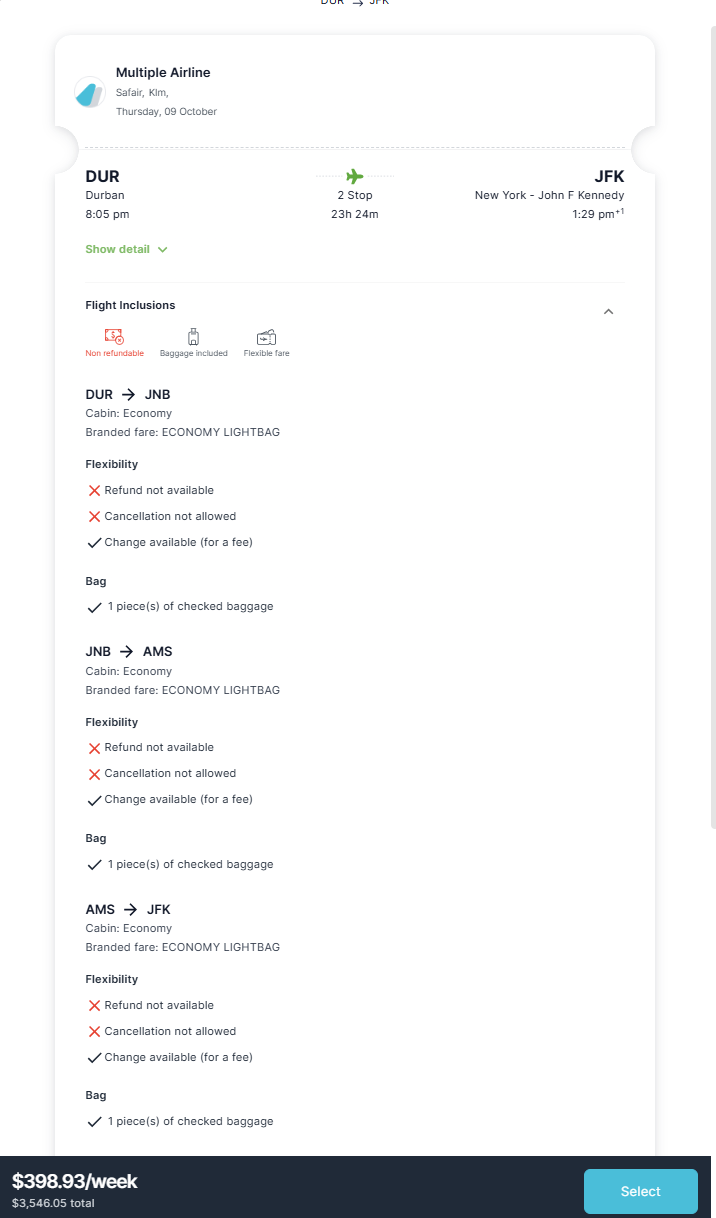 DUR → JFK
Multiple Airline
Safair, Klm,
Thursday, 09 October
DUR JFK
Durban 2 Stop New York - John F Kennedy
8:05 pm 23h 24m 1:29 pm+1
Show detail
Flight Inclusions
Non refundable Baggage included Flexible fare
DUR → JNB
Cabin: Economy
Branded fare: ECONOMY LIGHTBAG
Flexibility
Refund not available
Cancellation not allowed
Change available (for a fee)
Bag
1 piece(s) of checked baggage
JNB → AMS
Cabin: Economy
Branded fare: ECONOMY LIGHTBAG
Flexibility
Refund not available
Cancellation not allowed
Change available (for a fee)
Bag
1 piece(s) of checked baggage
AMS → JFK
Cabin: Economy
Branded fare: ECONOMY LIGHTBAG
Flexibility
Refund not available
Cancellation not allowed
Change available (for a fee)
Bag
1 piece(s) of checked baggage
$398.93/week
$3,546.05 total
Select